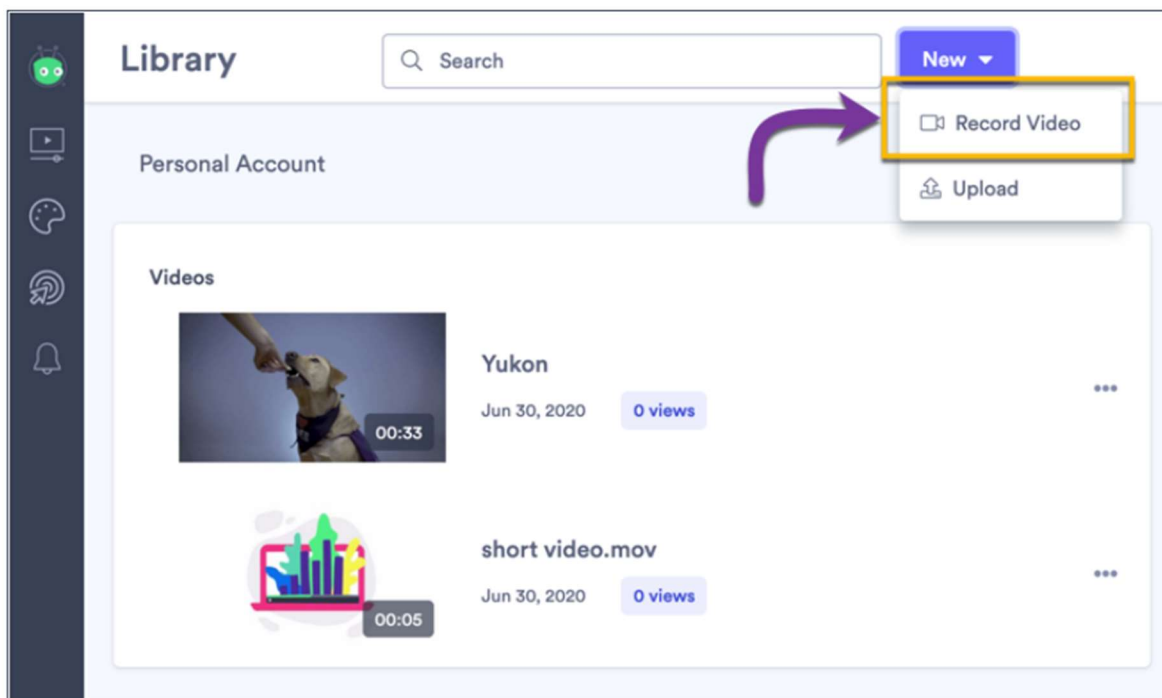 Library
Search
New
Record Video
Upload
Personal Account
Videos
00:33
Yukon
Jun 30, 2020
0 views
00:05
short video.mov
Jun 30, 2020
0 views